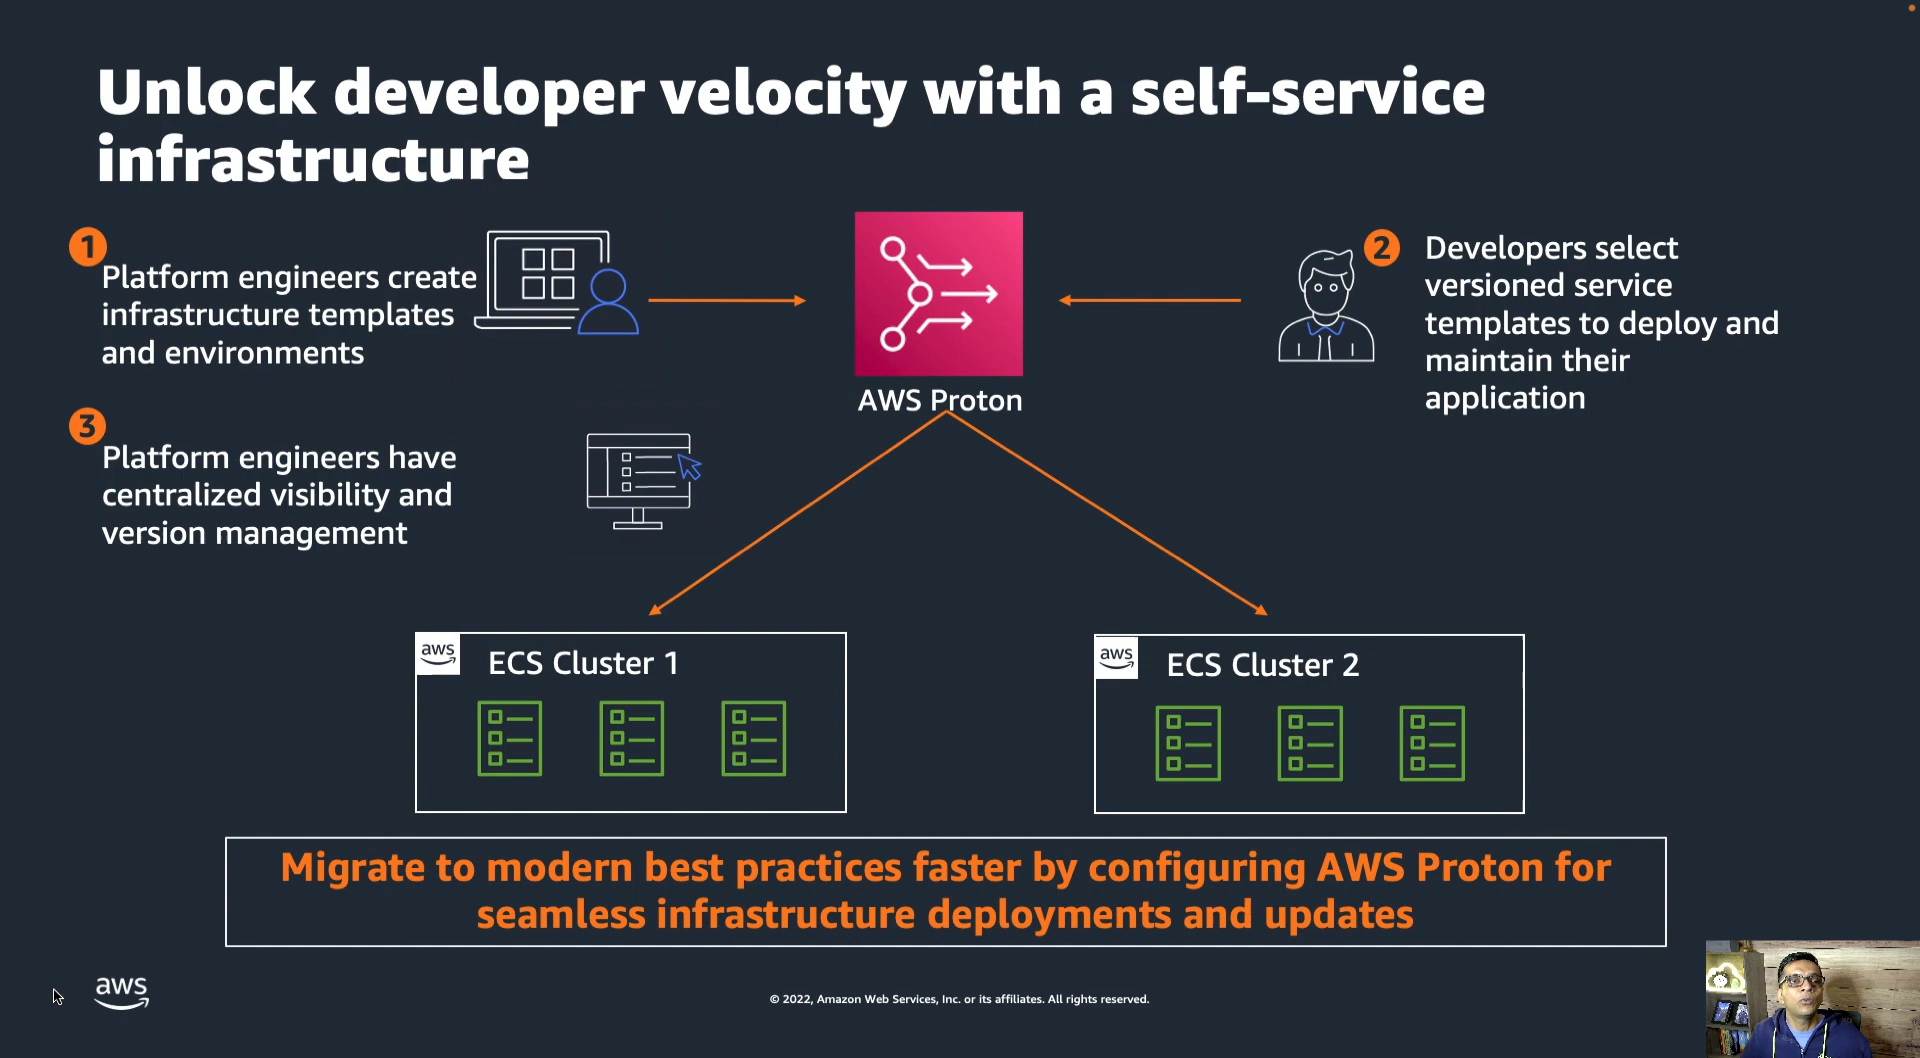 Unlock developer velocity with a self-service
infrastructure
1
Platform engineers create
infrastructure templates
and environments
AWS Proton
2
Developers select
versioned service
templates to deploy and
maintain their
application
3
Platform engineers have
centralized visibility and
version management
aws
ECS Cluster 1
aws
ECS Cluster 2
Migrate to modern best practices faster by configuring AWS Proton for
seamless infrastructure deployments and updates
aws
© 2022, Amazon Web Services, Inc. or its affiliates. All rights reserved.